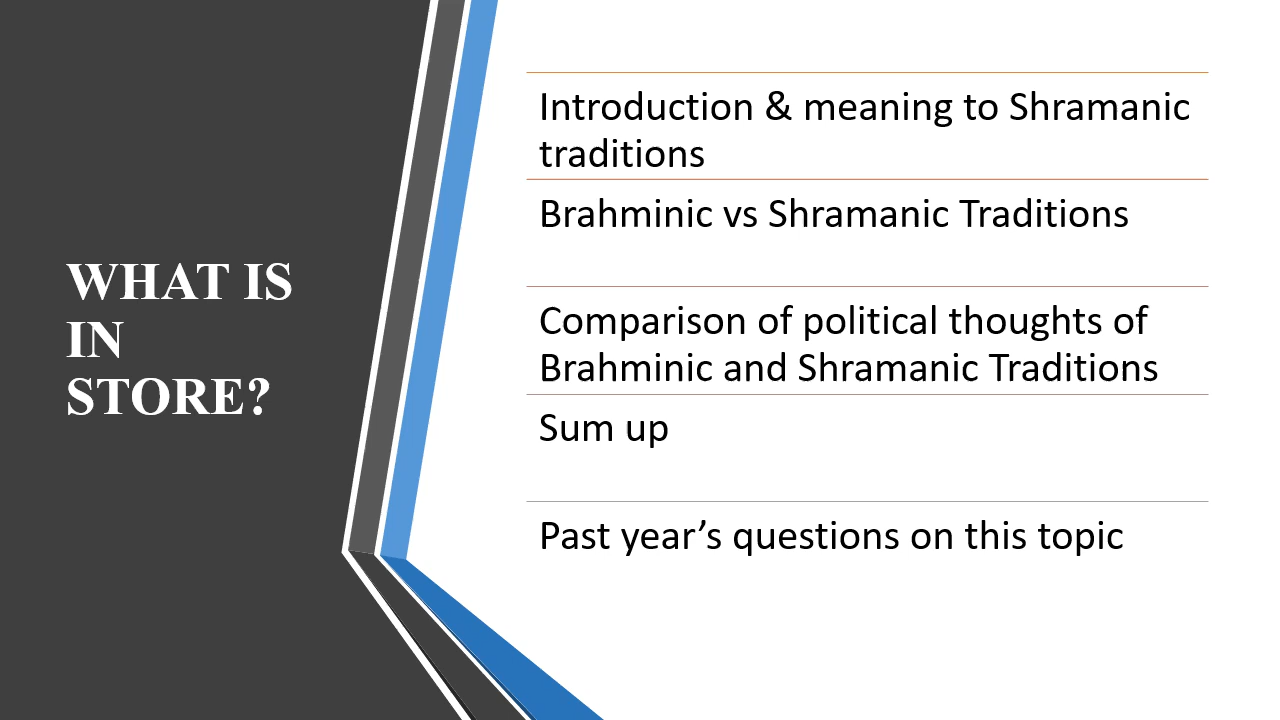 WHAT IS
IN
STORE?
Introduction & meaning to Shramanic
traditions
Brahminic vs Shramanic Traditions
Comparison of political thoughts of
Brahminic and Shramanic Traditions
Sum up
Past year’s questions on this topic